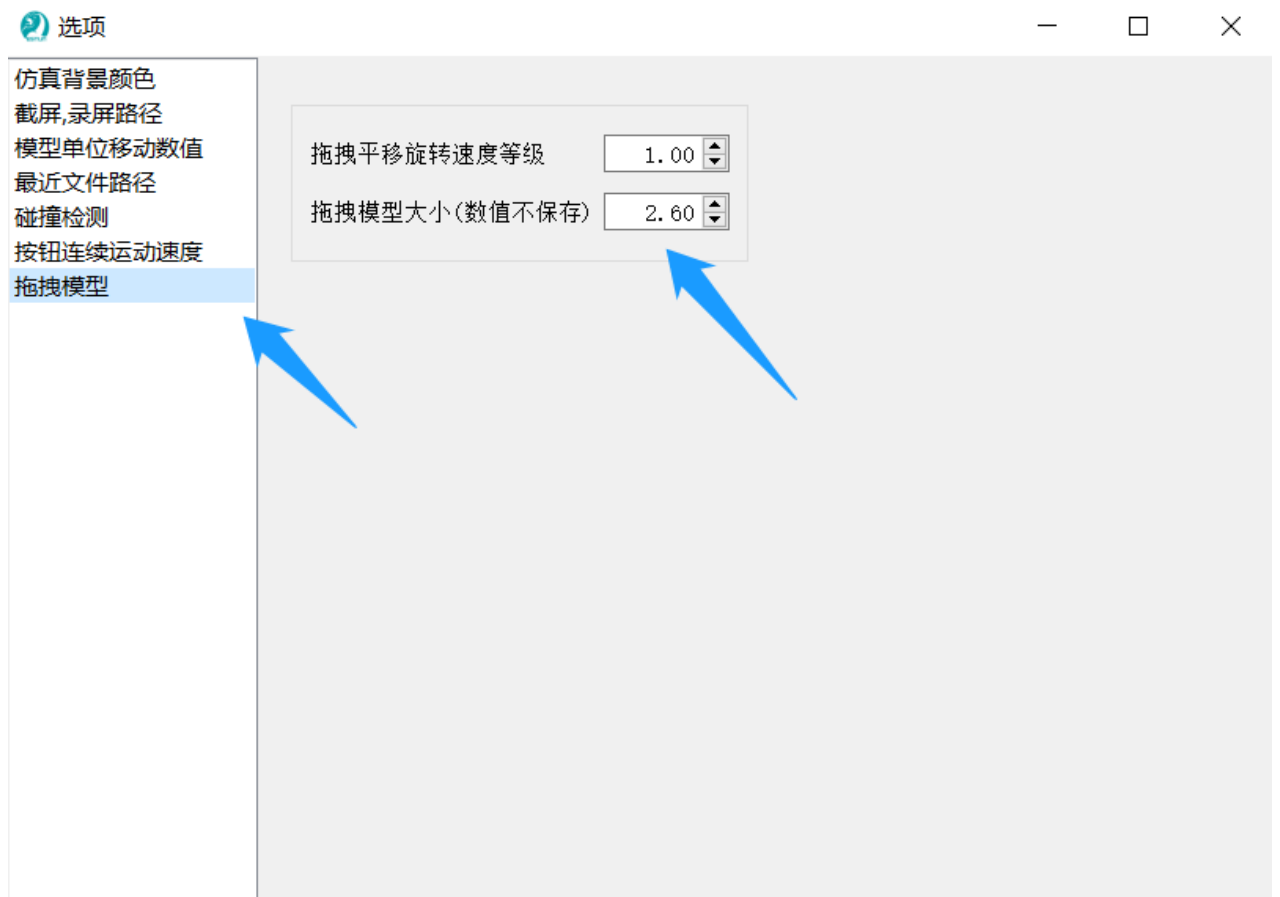 选项
仿真背景颜色
截屏,录屏路径
模型单位移动数值
最近文件路径
碰撞检测
按钮连续运动速度
拖拽模型
拖拽平移旋转速度等级 1.00
拖拽模型大小(数值不保存) 2.60